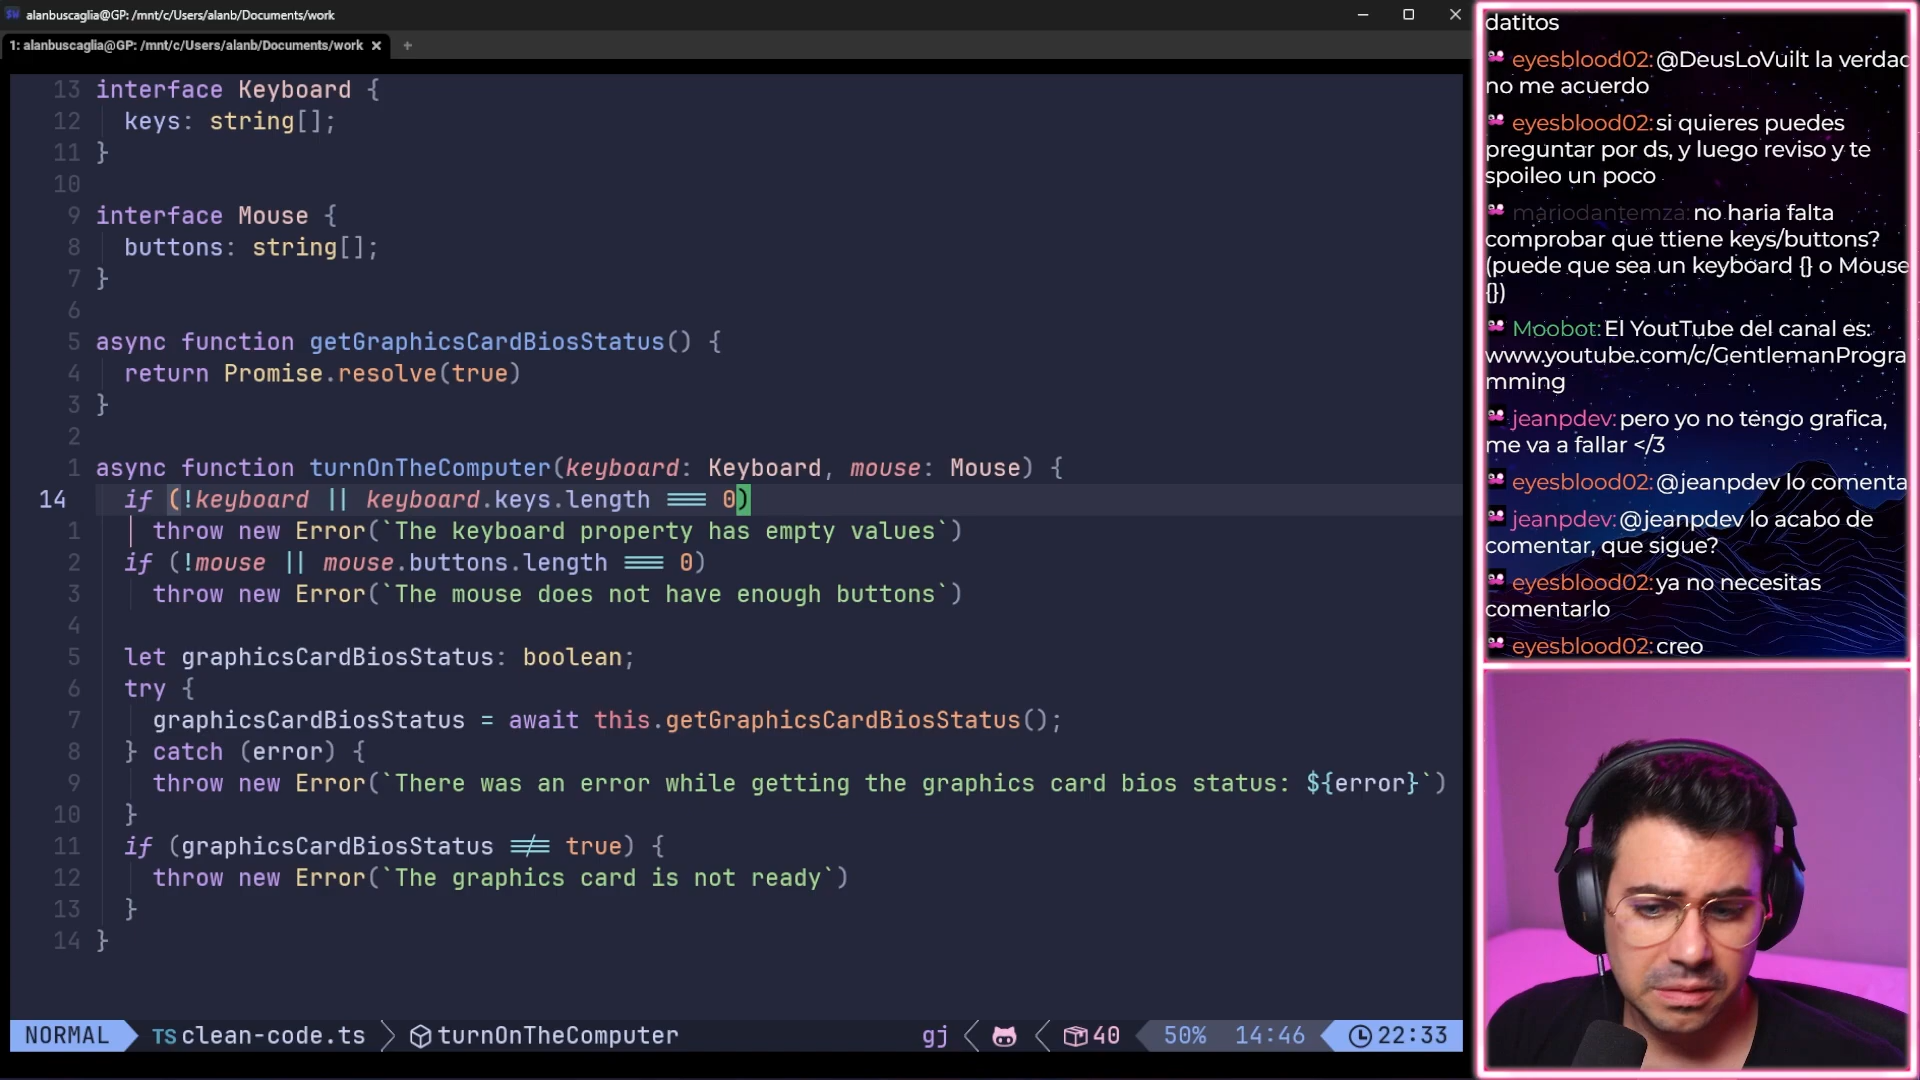 alanbuscaglia@GP: /mnt/c/Users/alanb/Documents/work
1: alanbuscaglia@GP: /mnt/c/Users/alanb/Documents/work × +
13 interface Keyboard {
12 keys: string[];
11 }
10
9 interface Mouse {
8 buttons: string[];
7 }
6
5 async function getGraphicsCardBiosStatus() {
4 return Promise.resolve(true)
3 }
2
1 async function turnOnTheComputer(keyboard: Keyboard, mouse: Mouse) {
14 if (!keyboard || keyboard.keys.length === 0)
1 throw new Error(`The keyboard property has empty values`)
2 if (!mouse || mouse.buttons.length === 0)
3 throw new Error(`The mouse does not have enough buttons`)
4
5 let graphicsCardBiosStatus: boolean;
6 try {
7 graphicsCardBiosStatus = await this.getGraphicsCardBiosStatus();
8 } catch (error) {
9 throw new Error(`There was an error while getting the graphics card bios status: ${error}`)
10 }
11 if (graphicsCardBiosStatus !== true) {
12 throw new Error(`The graphics card is not ready`)
13 }
14 }
NORMAL TS clean-code.ts turnOnTheComputer gj 40 50% 14:46 22:33
datitos
eyesblood02: @DeusLoVuilt la verdad
no me acuerdo
eyesblood02: si quieres puedes
preguntar por ds, y luego reviso y te
spoileo un poco
mariodantemza: no haria falta
comprobar que ttiene keys/buttons?
(puede que sea un keyboard {} o Mouse
{})
Moobot: El YoutTube del canal es:
www.youtube.com/c/GentlemanProgra
mming
jeanpdev: pero yo no tengo grafica,
me va a fallar </3
eyesblood02: @jeanpdev lo comenta
jeanpdev: @jeanpdev lo acabo de
comentar, que sigue?
eyesblood02: ya no necesitas
comentarlo
eyesblood02: creo